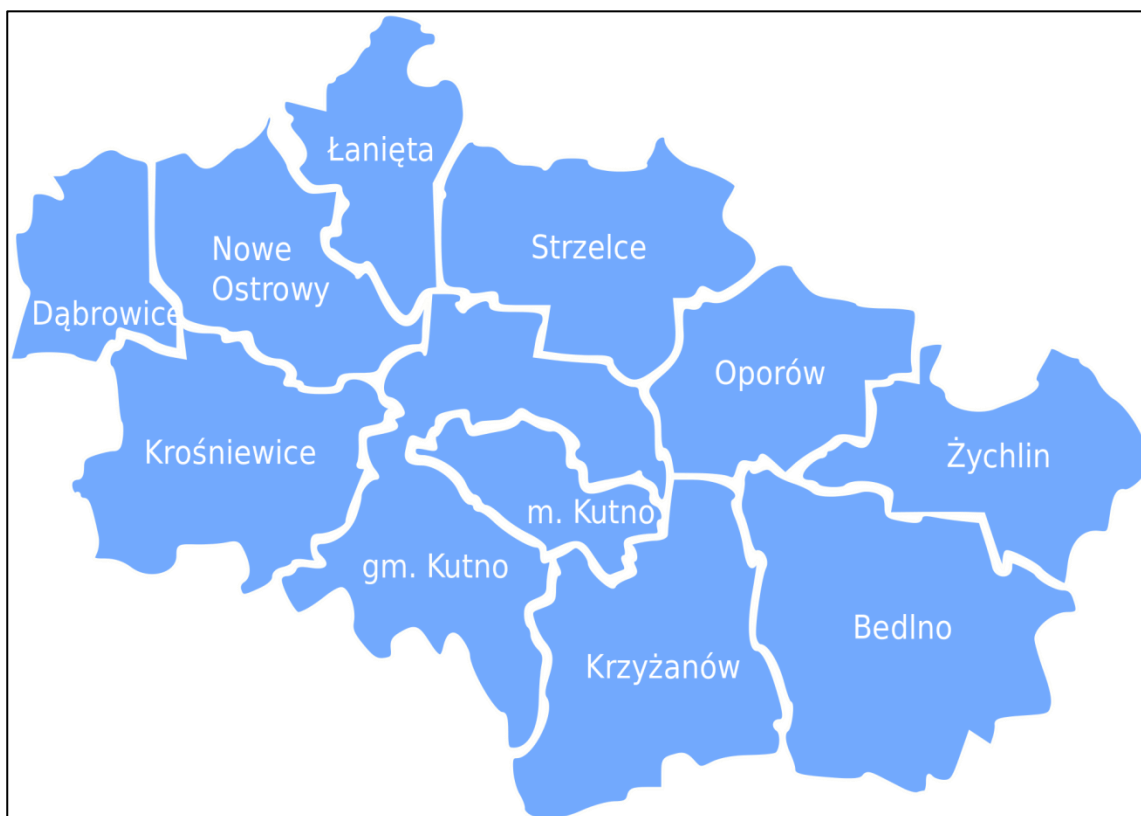 Łanięta
Nowe
Ostrowy
Strzelce
Dąbrowice
Oporów
Krośniewice
Żychlin
m. Kutno
gm. Kutno
Bedlno
Krzyżanów